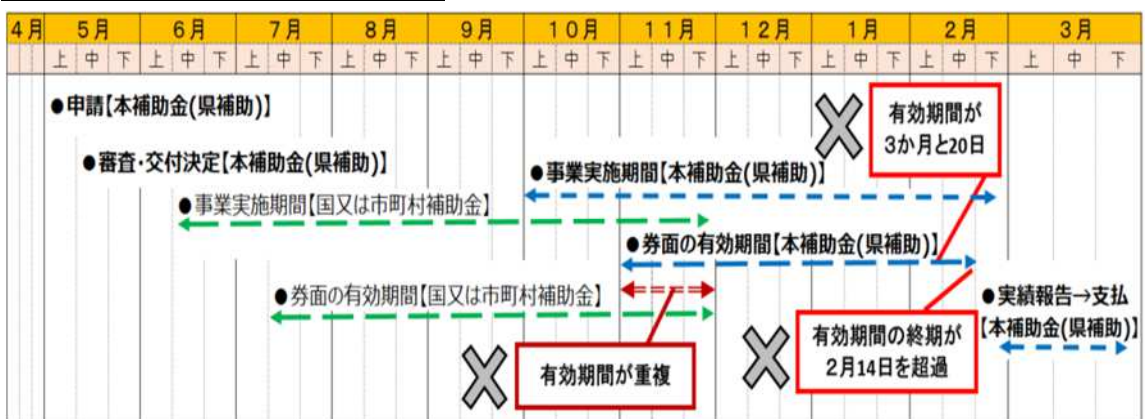 4月 5月 6月 7月 8月 9月 10月 11月 12月 1月 2月 3月
上 中 下 上 中 下 上 中 下 上 中 下 上 中 下 上 中 下 上 中 下 上 中 下 上 中 下 上 中 下 上 中 下
●申請【本補助金(県補助)】
●審査・交付決定【本補助金(県補助)】
●事業実施期間【本補助金(県補助)】
●事業実施期間【国又は市町村補助金】
●券面の有効期間【本補助金(県補助)】
●券面の有効期間【国又は市町村補助金】
●実績報告→支払
【本補助金(県補助)】
有効期間が
3か月と20日
有効期間が重複
有効期間の終期が
2月14日を超過